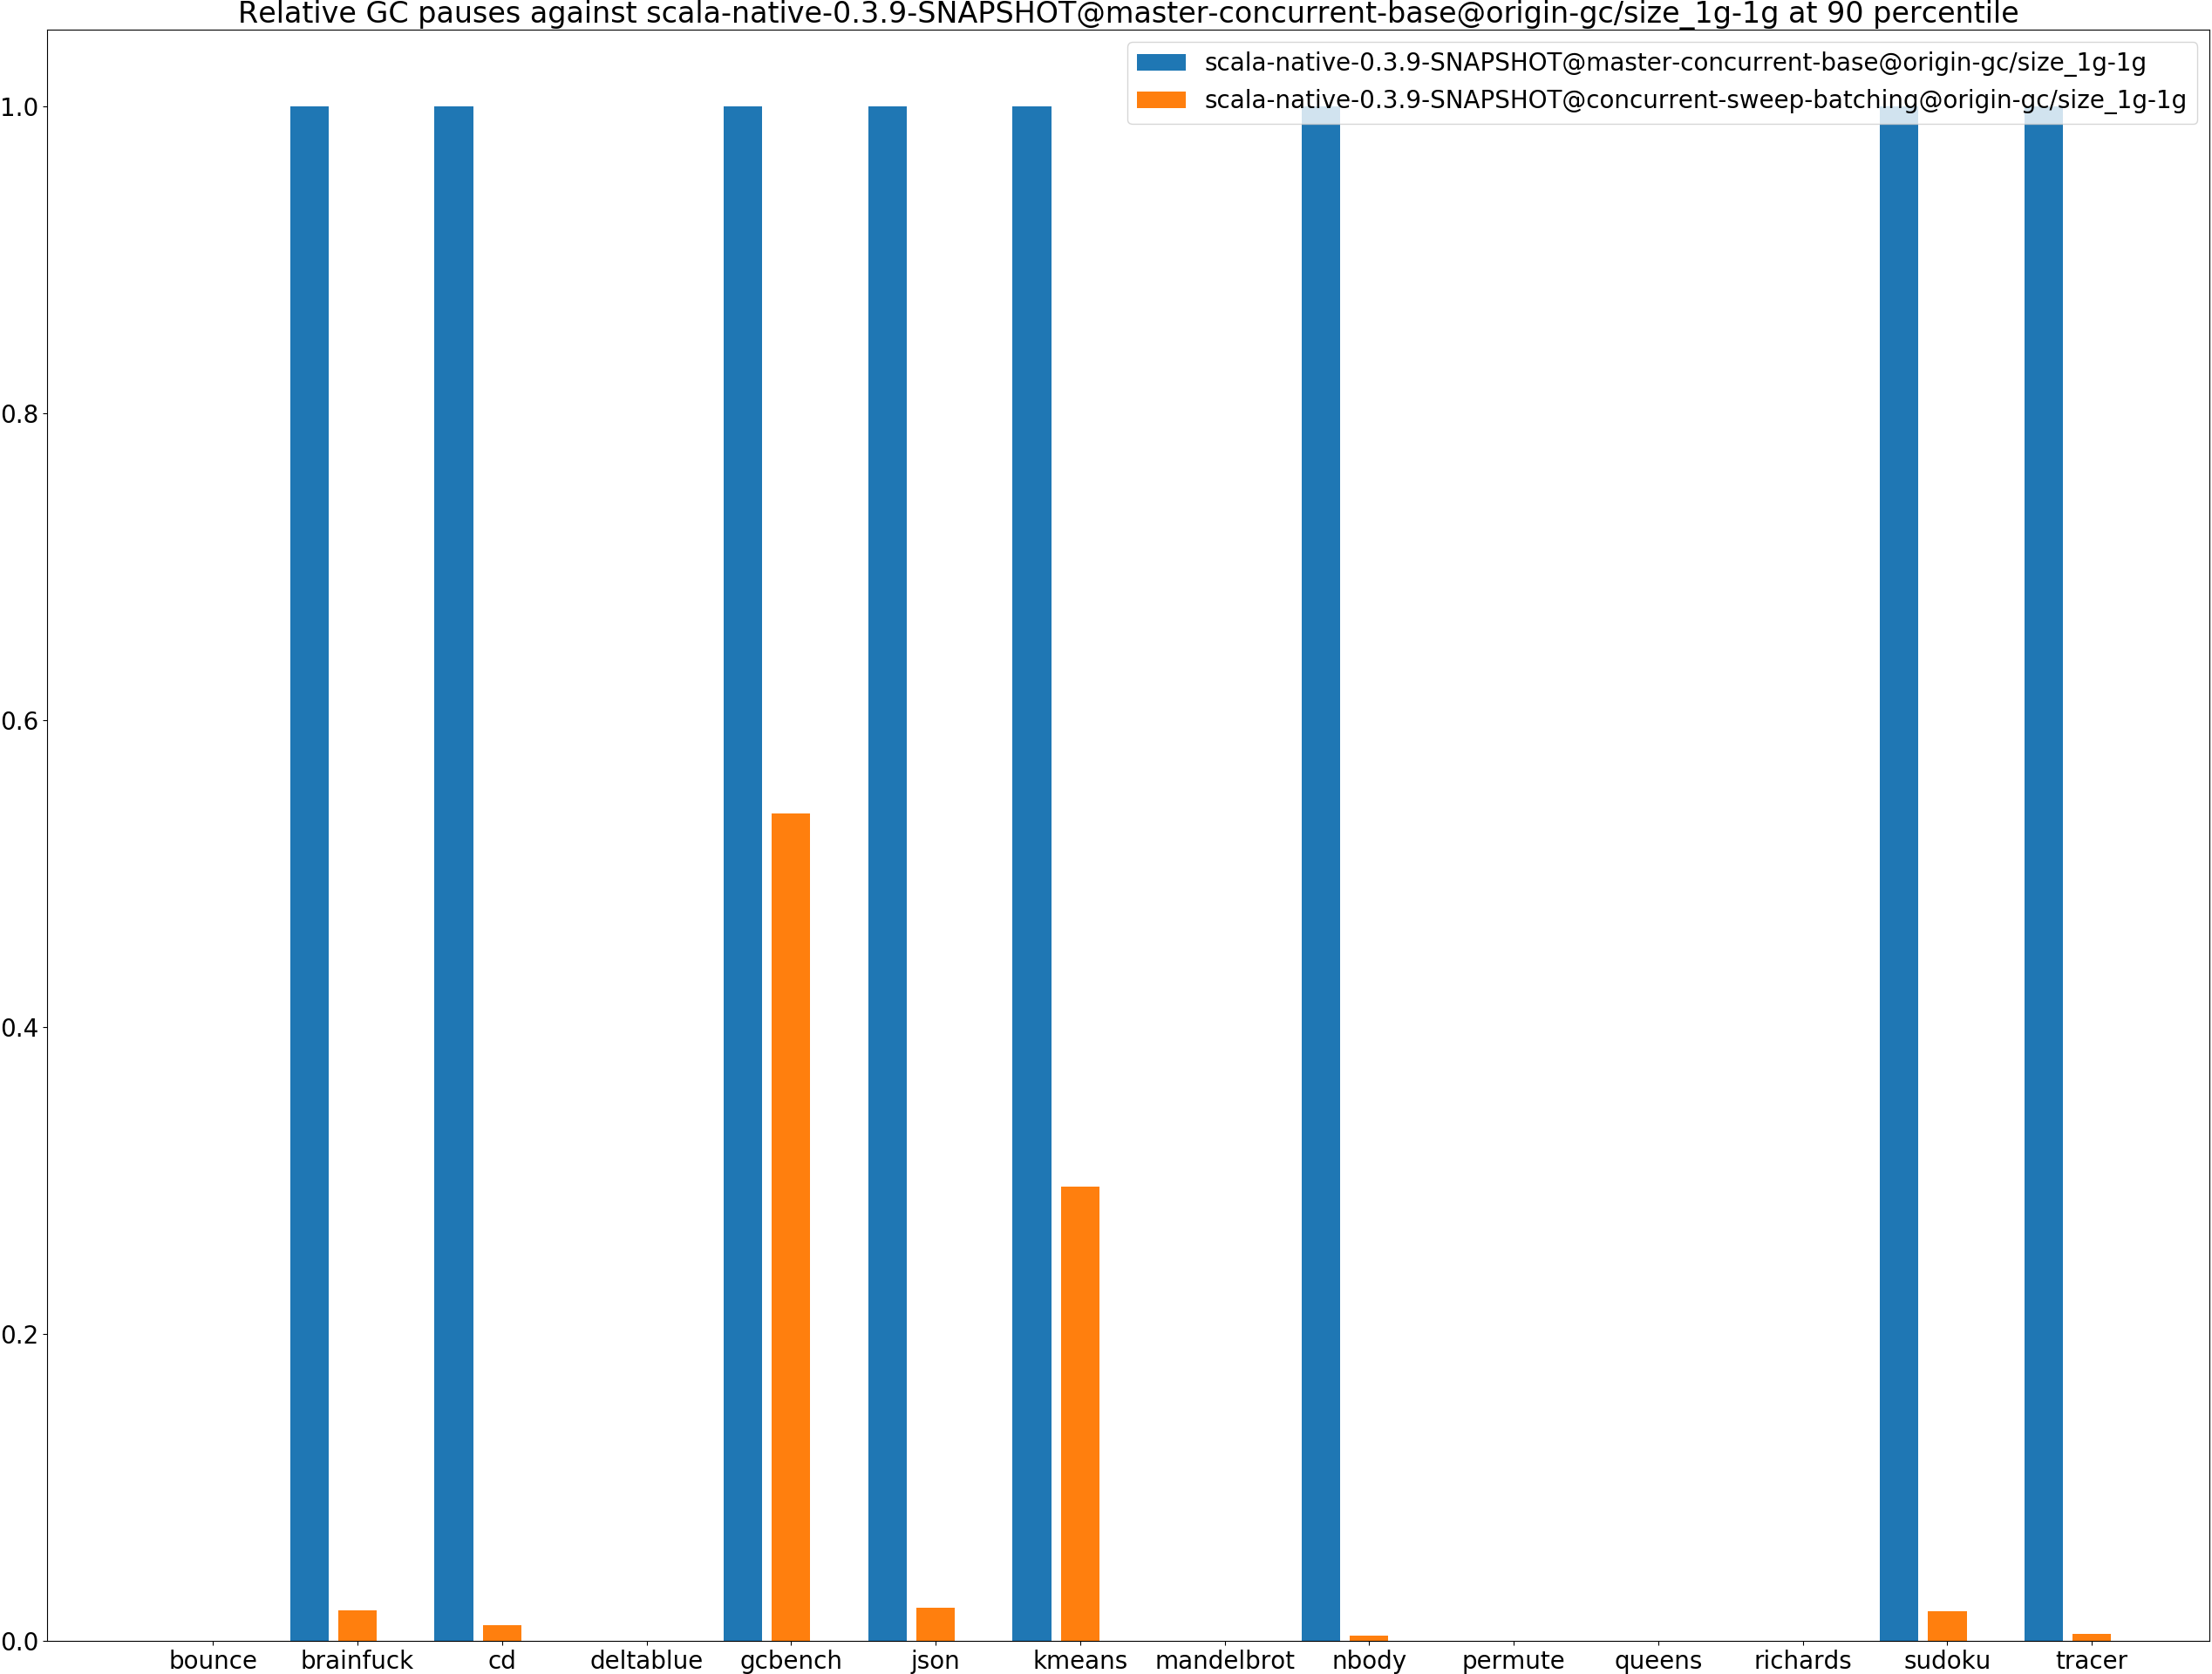 Relative GC pauses against scala-native-0.3.9-SNAPSHOT@master-concurrent-base@origin-gc/size_1g-1g at 90 percentile
scala-native-0.3.9-SNAPSHOT@master-concurrent-base@origin-gc/size_1g-1g
scala-native-0.3.9-SNAPSHOT@concurrent-sweep-batching@origin-gc/size_1g-1g
1.0
0.8
0.6
0.4
0.2
0.0
bounce brainfuck cd deltablue gcbench json kmeans mandelbrot nbody permute queens richards sudoku tracer